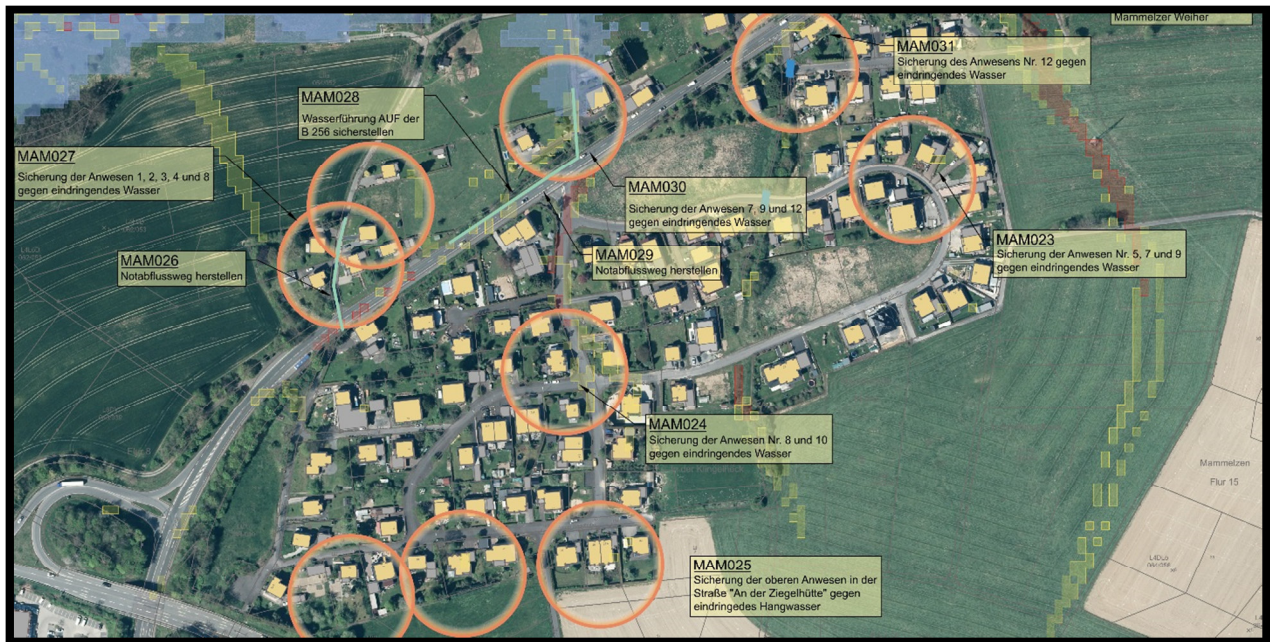 Mammelzer Weiher
MAM031
Sicherung des Anwesens Nr. 12 gegen
eindringendes Wasser
MAM028
Wasserführung AUF der
B 256 sicherstellen
MAM027
Sicherung der Anwesen 1, 2, 3, 4 und 8
gegen eindringendes Wasser
MAM030
Sicherung der Anwesen 7, 9 und 12
gegen eindringendes Wasser
MAM023
Sicherung der Anwesen Nr. 5, 7 und 9
gegen eindringendes Wasser
MAM026
Notabflussweg herstellen
MAM029
Notabflussweg herstellen
MAM024
Sicherung der Anwesen Nr. 8 und 10
gegen eindringendes Wasser
Mammelzen
Flur 15
MAM025
Sicherung der oberen Anwesen in der
Straße "An der Ziegelhütte" gegen
eindringedes Hangwasser